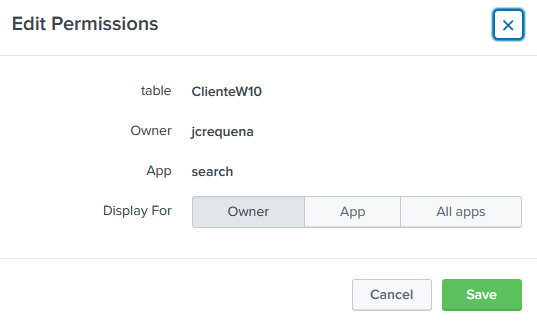 Edit Permissions
table ClienteW10
Owner jcrequena
App search
Display For Owner App All apps
Cancel Save